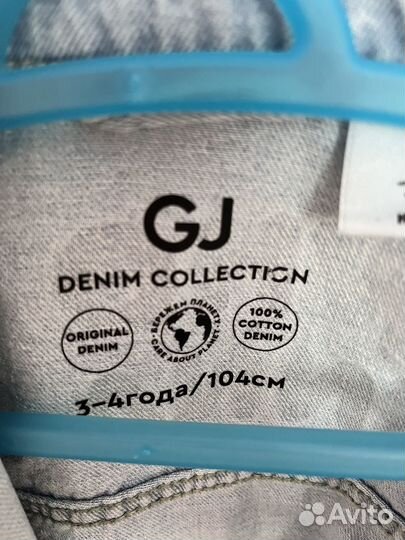 GJ
DENIM COLLECTION
ORIGINAL
DENIM
БЕРЕЖЕМ ПЛАНЕТУ
CARE ABOUT PLANET
100%
COTTON
DENIM
3-4года/104см
Avito